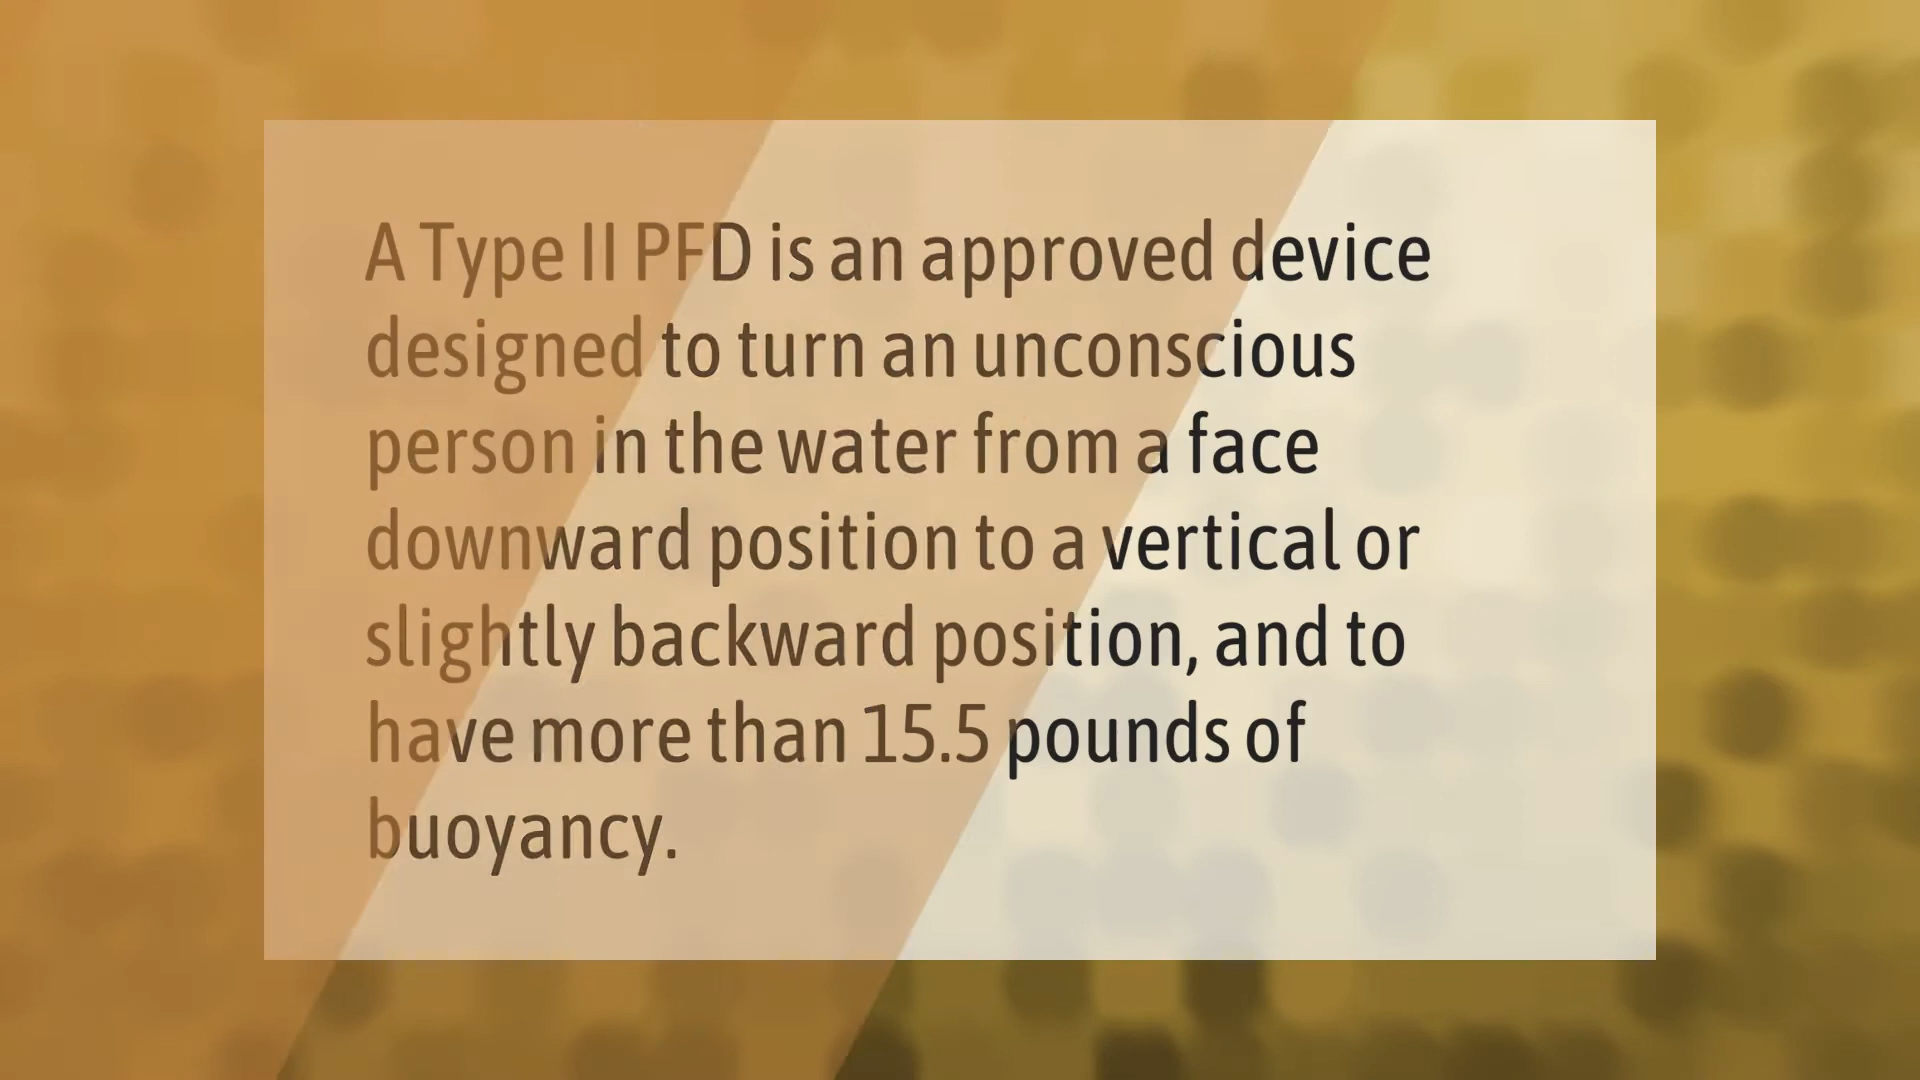 A Type II PFD is an approved device
designed to turn an unconscious
person in the water from a face
downward position to a vertical or
slightly backward position, and to
have more than 15.5 pounds of
buoyancy.